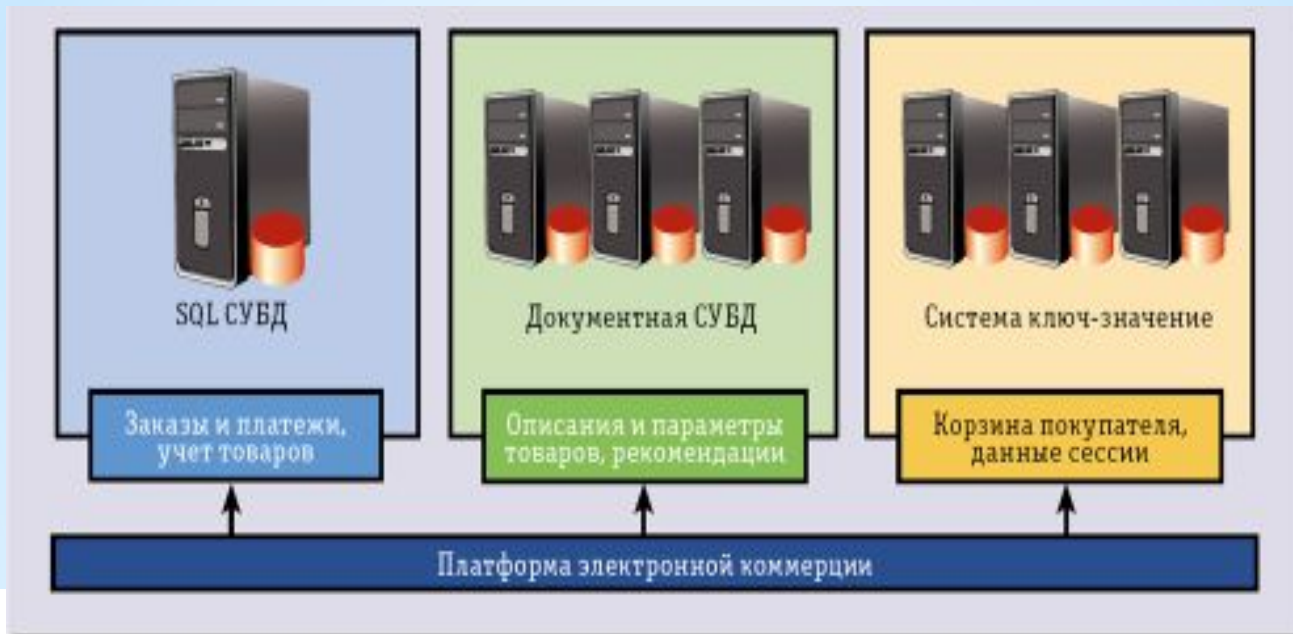 SQL СУБД
Документная СУБД
Система ключ-значение
Заказы и платежи,
учет товаров
Описания и параметры
товаров, рекомендации
Корзина покупателя,
данные сессии
Платформа электронной коммерции